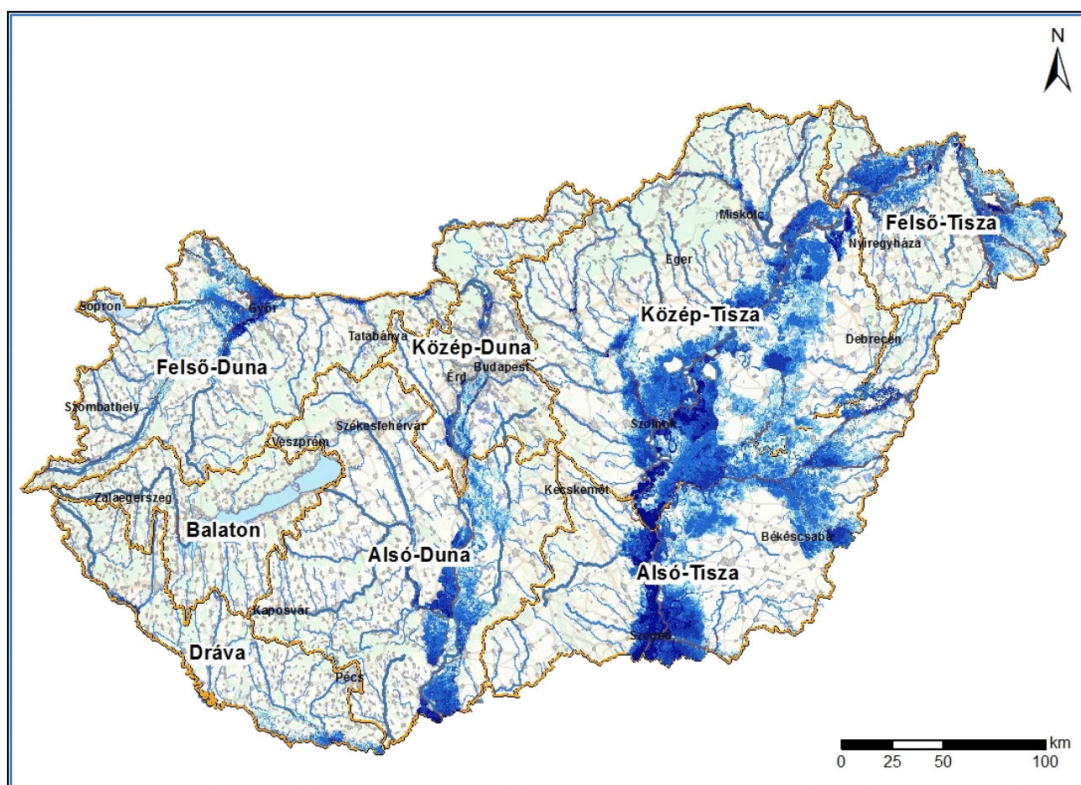 N
Miskolc
Felső-Tisza
Nyíregyháza
Eger
Sopron
Győr
Közép-Tisza
Tatabánya
Debrecen
Közép-Duna
Felső-Duna
Budapest
Érd
Szombathely
Székesfehérvár
Szolnok
Veszprém
Kecskemét
Zalaegerszeg
Balaton
Békéscsaba
Alsó-Duna
Alsó-Tisza
Kaposvár
Szeged
Dráva
Pécs
km
0 25 50 100